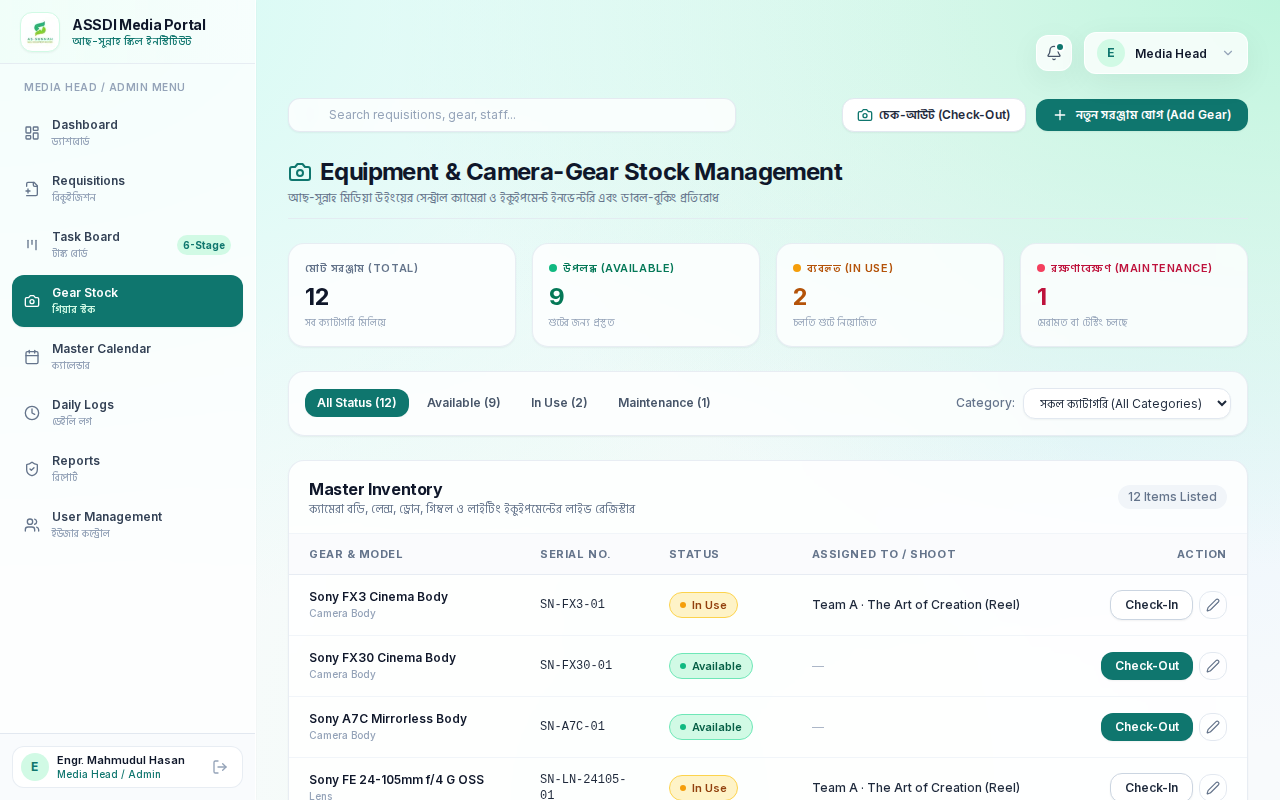 ASSDI Media Portal
আছ-সুন্নাহ স্কিল ইনস্টিটিউট
MEDIA HEAD / ADMIN MENU
Dashboard
ড্যাশবোর্ড
Requisitions
রিকুইজিশন
Task Board
টাস্ক বোর্ড
6-Stage
Gear Stock
গিয়ার স্টক
Master Calendar
ক্যালেন্ডার
Daily Logs
ডেইলি লগ
Reports
রিপোর্ট
User Management
ইউজার কন্ট্রোল
E
Engr. Mahmudul Hasan
Media Head / Admin
E
Media Head
Search requisitions, gear, staff...
চেক-আউট (Check-Out)
নতুন সরঞ্জাম যোগ (Add Gear)
Equipment & Camera-Gear Stock Management
আছ-সুন্নাহ মিডিয়া উইংয়ের সেন্ট্রাল ক্যামেরা ও ইকুইপমেন্ট ইনভেন্টরি এবং ডাবল-বুকিং প্রতিরোধ
মোট সরঞ্জাম (TOTAL)
12
সব ক্যাটাগরি মিলিয়ে
উপলব্ধ (AVAILABLE)
9
শুটের জন্য প্রস্তুত
ব্যবহৃত (IN USE)
2
চলতি শুটে নিয়োজিত
রক্ষণাবেক্ষণ (MAINTENANCE)
1
মেরামত বা টেস্টিং চলছে
All Status (12)
Available (9)
In Use (2)
Maintenance (1)
Category:
সকল ক্যাটাগরি (All Categories)
Master Inventory
ক্যামেরা বডি, লেন্স, ড্রোন, গিম্বল ও লাইটিং ইকুইপমেন্টের লাইভ রেজিস্টার
12 Items Listed
GEAR & MODEL SERIAL NO. STATUS ASSIGNED TO / SHOOT ACTION
Sony FX3 Cinema Body
Camera Body
SN-FX3-01
In Use
Team A · The Art of Creation (Reel)
Check-In
Sony FX30 Cinema Body
Camera Body
SN-FX30-01
Available
—
Check-Out
Sony A7C Mirrorless Body
Camera Body
SN-A7C-01
Available
—
Check-Out
Sony FE 24-105mm f/4 G OSS
Lens
SN-LN-24105-
01
In Use
Team A · The Art of Creation (Reel)
Check-In